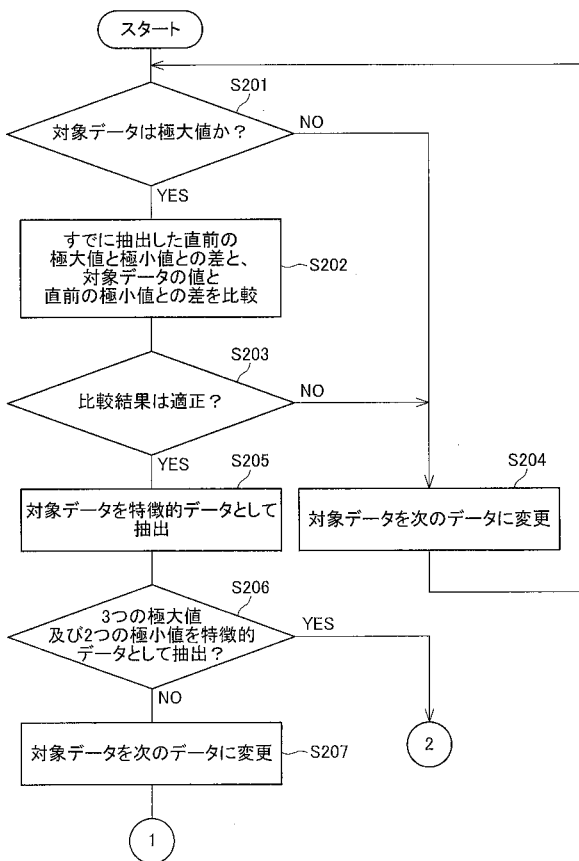 スタート
S201
対象データは極大値か？
NO
YES
すでに抽出した直前の
極大値と極小値との差と、
対象データの値と
直前の極小値との差を比較
S202
S203
比較結果は適正？
NO
YES
S205
対象データを特徴的データとして
抽出
S204
対象データを次のデータに変更
S206
3つの極大値
及び2つの極小値を特徴的
データとして抽出？
YES
NO
対象データを次のデータに変更
S207
2
1